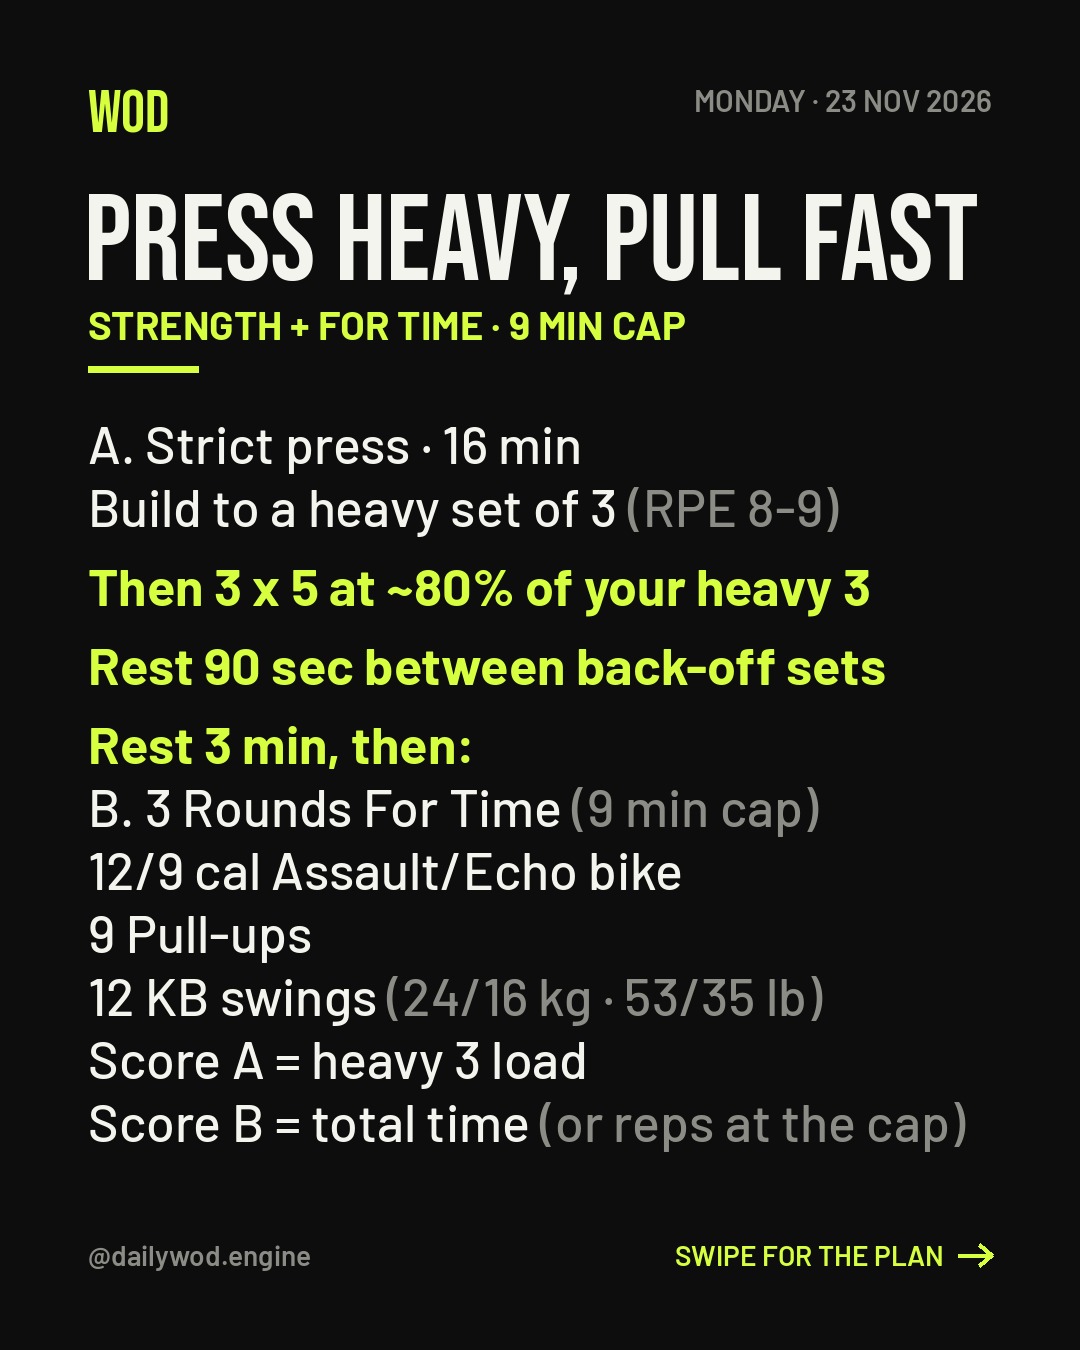 WOD
MONDAY · 23 NOV 2026
PRESS HEAVY, PULL FAST
STRENGTH + FOR TIME · 9 MIN CAP
A. Strict press · 16 min
Build to a heavy set of 3 (RPE 8-9)
Then 3 x 5 at ~80% of your heavy 3
Rest 90 sec between back-off sets
Rest 3 min, then:
B. 3 Rounds For Time (9 min cap)
12/9 cal Assault/Echo bike
9 Pull-ups
12 KB swings (24/16 kg · 53/35 lb)
Score A = heavy 3 load
Score B = total time (or reps at the cap)
@dailywod.engine
SWIPE FOR THE PLAN →